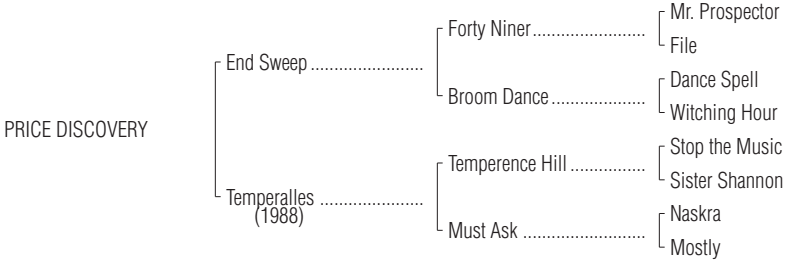 Mr. Prospector
Forty Niner........................
File
End Sweep ........................
Dance Spell
Broom Dance....................
Witching Hour
PRICE DISCOVERY
Stop the Music
Temperence Hill ................
Sister Shannon
Temperalles ......................
(1988)
Naskra
Must Ask ..........................
Mostly